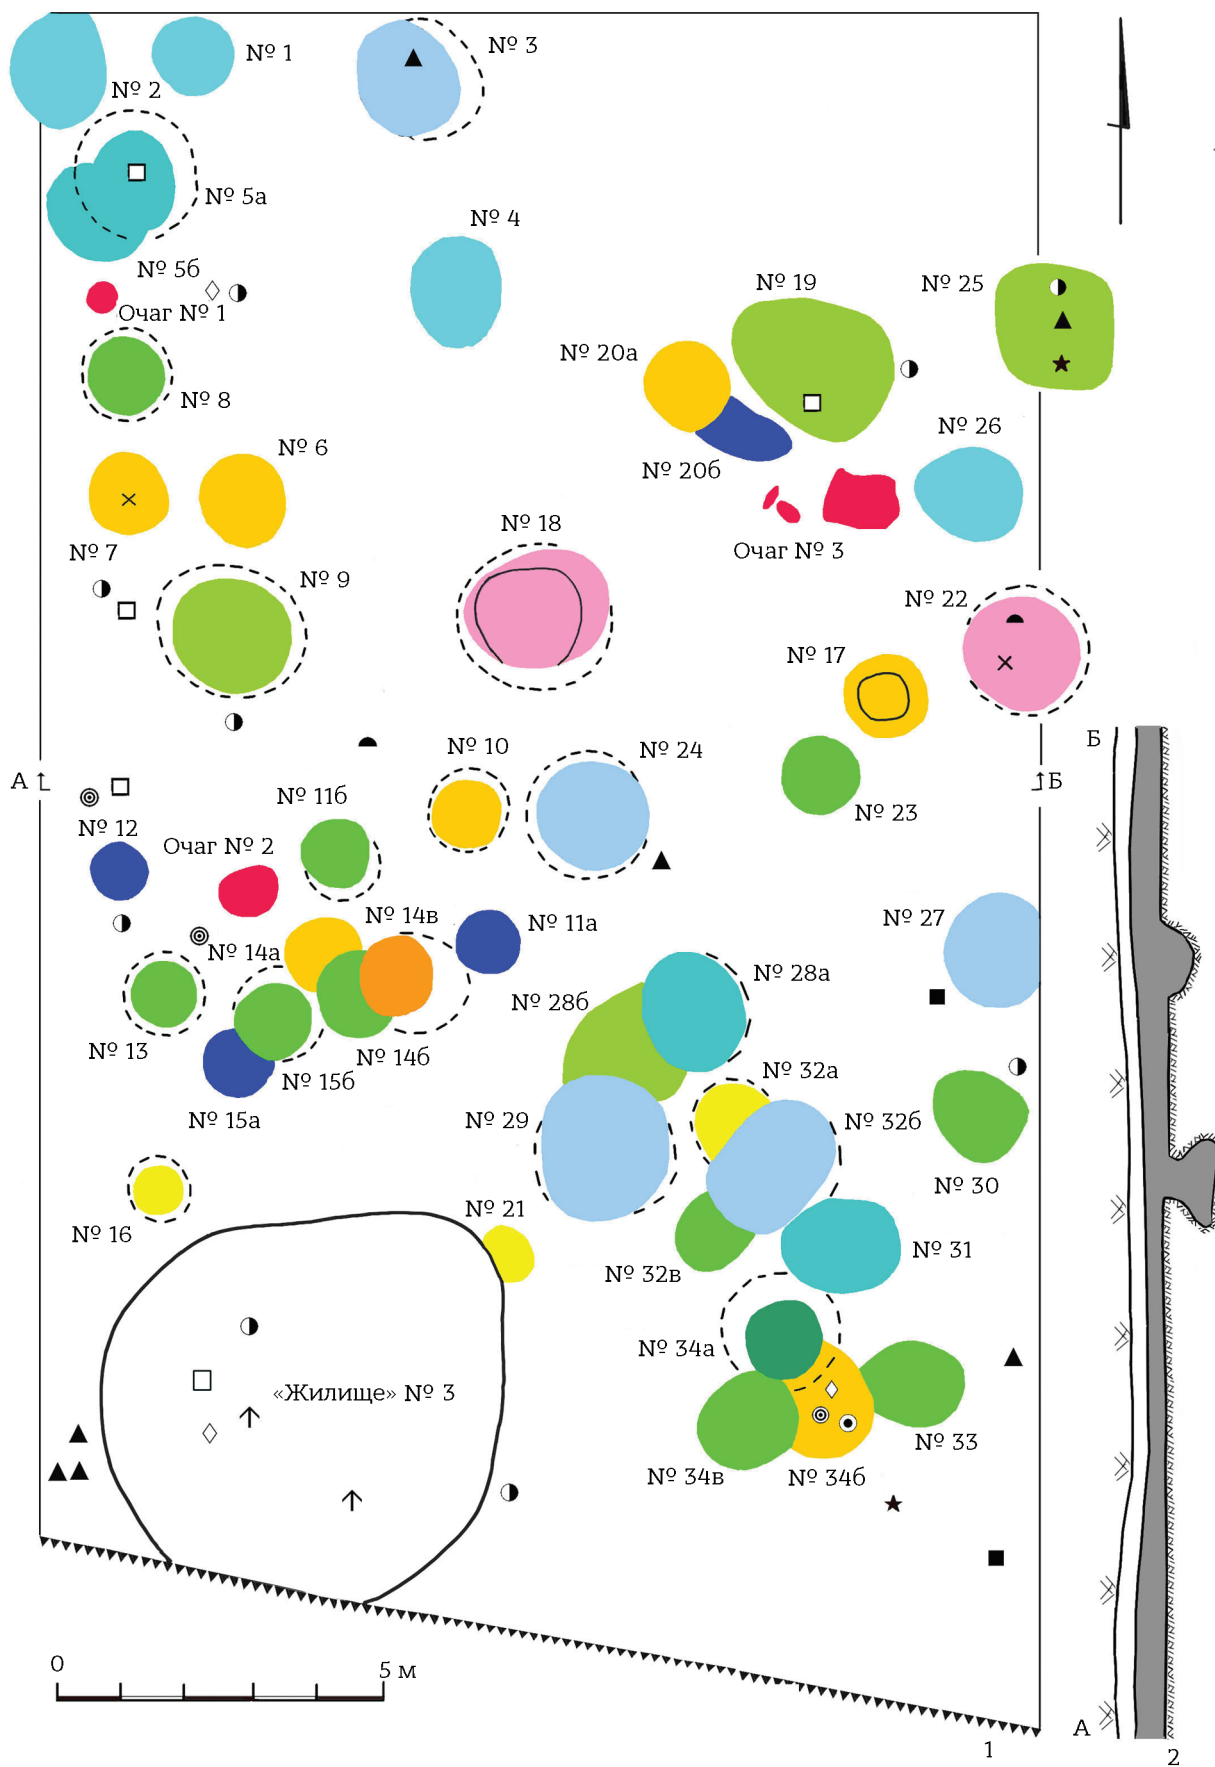 № 1
№ 3
№ 2
№ 5а
№ 4
№ 5б
Очаг № 1
№ 19
№ 25
№ 20а
№ 8
№ 26
№ 6
№ 20б
№ 7
№ 18
Очаг № 3
№ 9
№ 22
№ 17
№ 10
№ 24
Б
А
Б
№ 11б
№ 23
№ 12
Очаг № 2
№ 14в
№ 11а
№ 27
№ 14а
№ 28а
№ 28б
№ 13
№ 14б
№ 15б
№ 32а
№ 15а
№ 29
№ 32б
№ 30
№ 21
№ 16
№ 31
№ 32в
№ 34а
«Жилище» № 3
№ 33
№ 34в
№ 34б
0
5 м
А
1
2